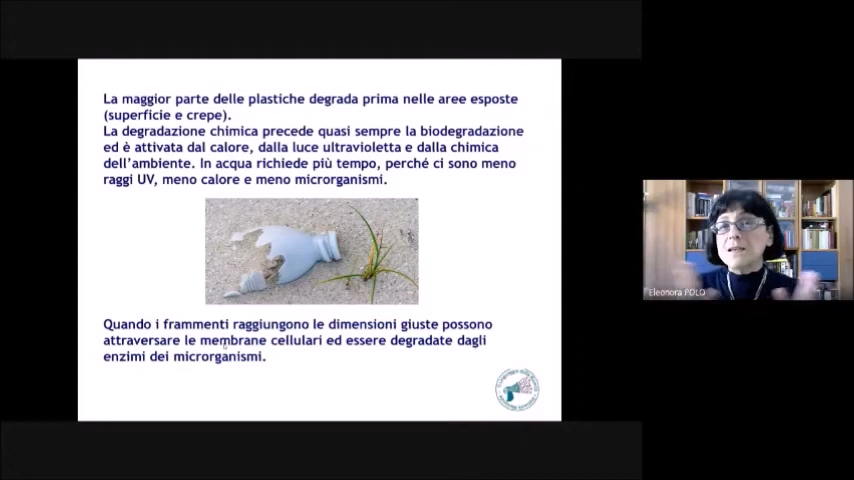 La maggior parte delle plastiche degrada prima nelle aree esposte
(superficie e crepe).
La degradazione chimica precede quasi sempre la biodegradazione
ed è attivata dal calore, dalla luce ultravioletta e dalla chimica
dell'ambiente. In acqua richiede più tempo, perché ci sono meno
raggi UV, meno calore e meno microrganismi.
Quando i frammenti raggiungono le dimensioni giuste possono
attraversare le membrane cellulari ed essere degradate dagli
enzimi dei microrganismi.
Eleonora POLO